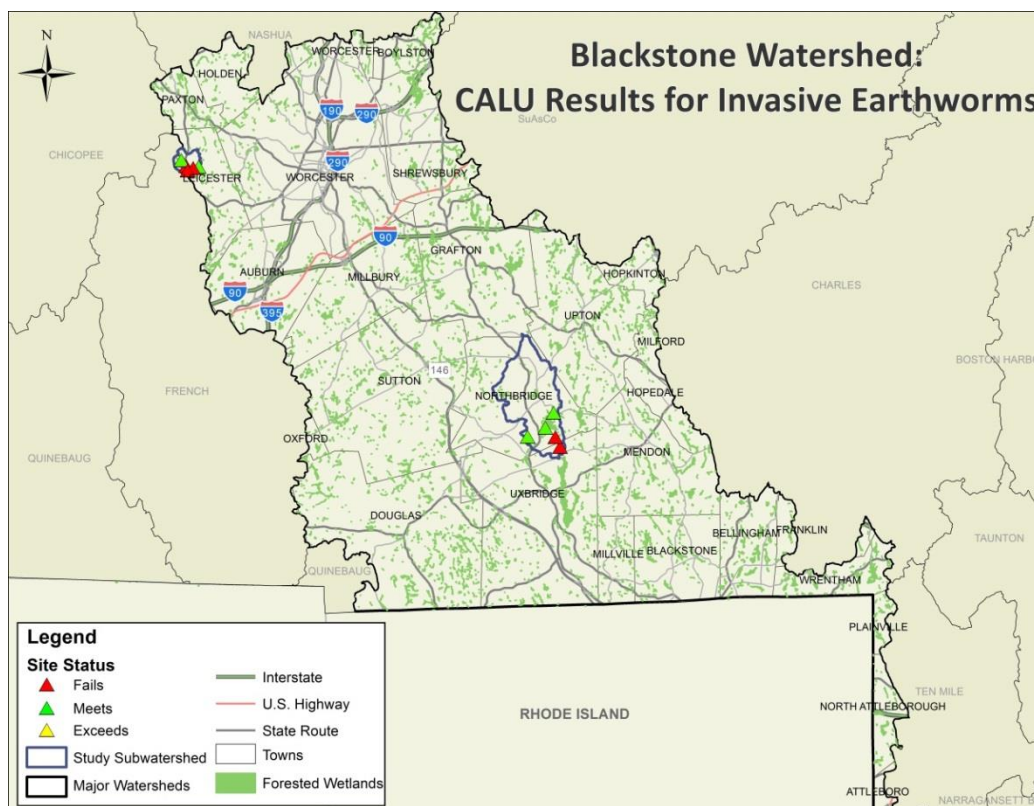 Blackstone Watershed:
CALU Results for Invasive Earthworms
N
NASHUA
WORCESTER
BOYLSTON
HOLDEN
PAXTON
190
290
SuAsCo
CHICOPEE
290
LEICESTER
WORCESTER
SHREWSBURY
90
GRAFTON
AUBURN
MILLBURY
HOPKINTON
90
395
CHARLES
UPTON
MILFORD
BOSTON HARBO
146
SUTTON
FRENCH
NORTHBRIDGE
HOPEDALE
OXFORD
MENDON
QUINEBAUG
UXBRIDGE
DOUGLAS
BELLINGHAM
FRANKLIN
TAUNTON
MILLVILLE
BLACKSTONE
QUINEBAUG
WRENTHAM
PLAINVILLE
TEN MILE
NORTH ATTLEBOROUGH
RHODE ISLAND
ATTLEBORO
NARRAGANSETT B
Legend
Site Status
Fails
Meets
Exceeds
Study Subwatershed
Major Watersheds
Interstate
U.S. Highway
State Route
Towns
Forested Wetlands